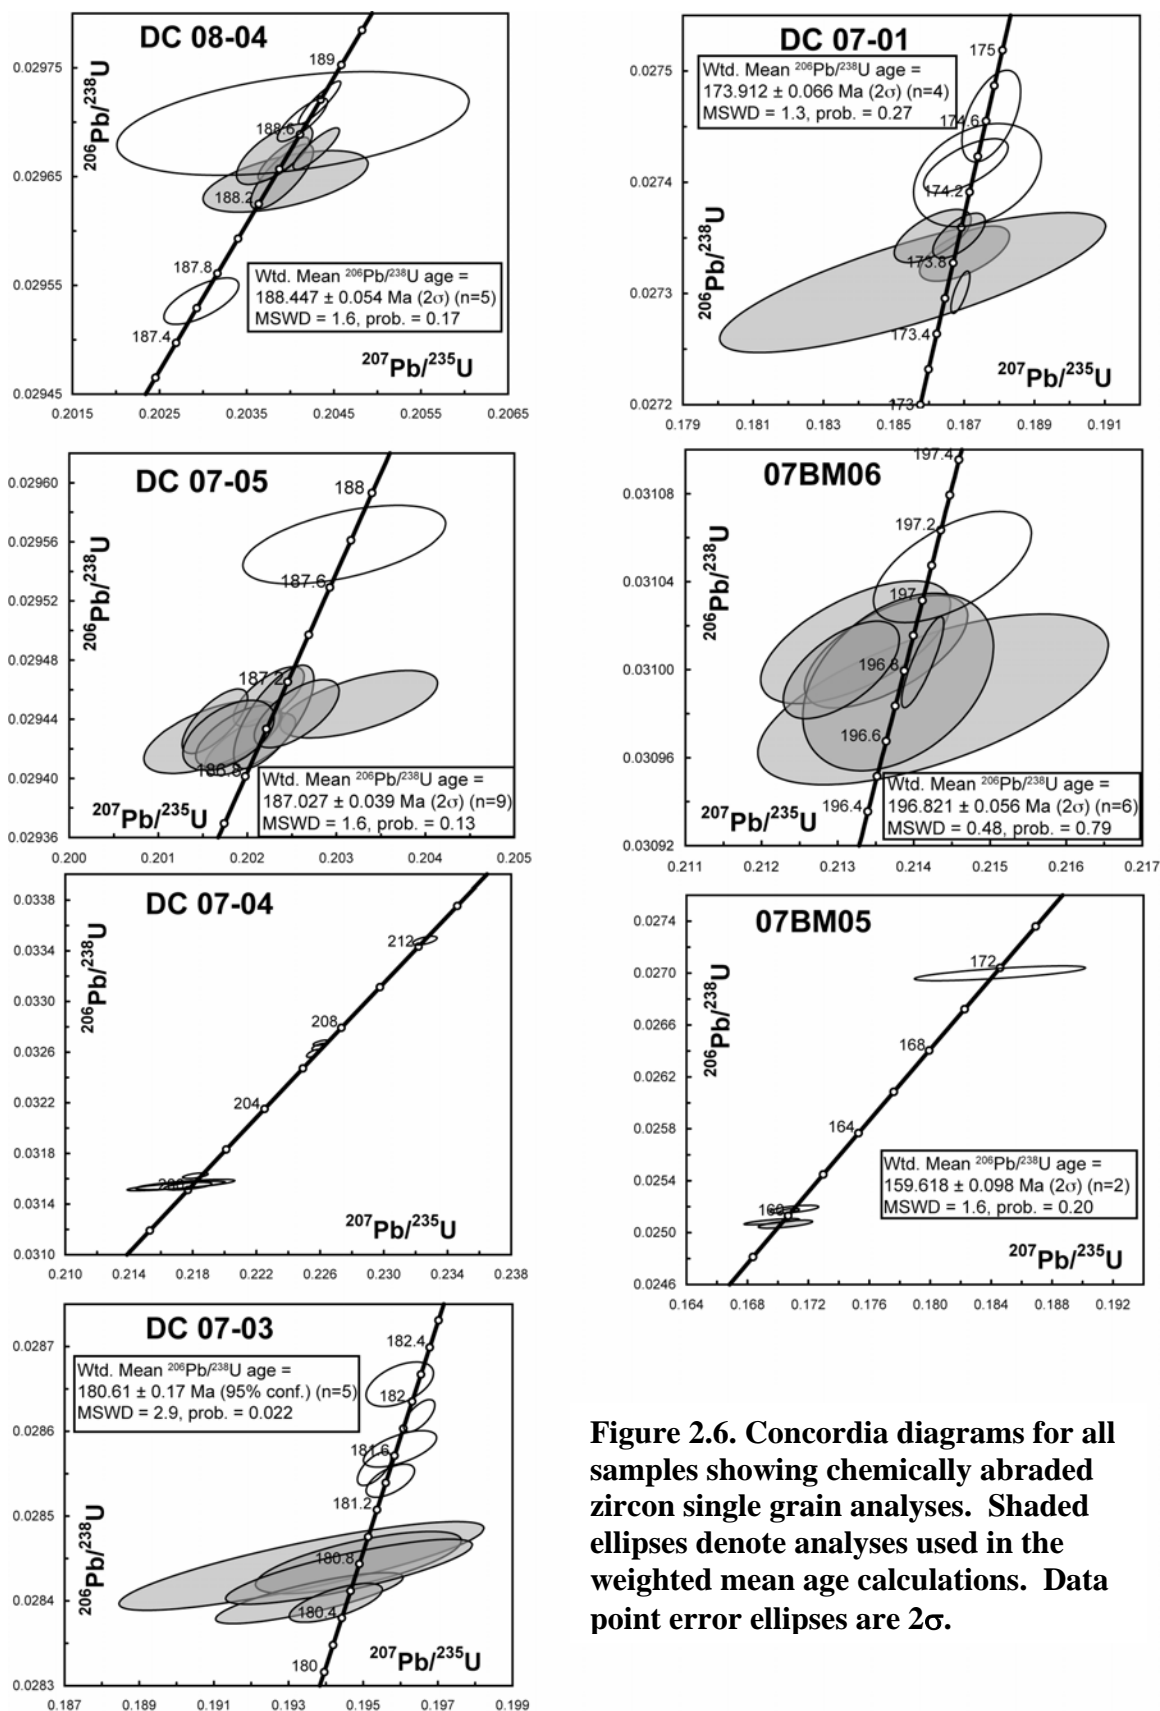 DC 08-04
206Pb/238U
0.02975
0.02965
0.02955
0.02945
189
188.6
188.2
187.8
187.4
Wtd. Mean 206Pb/238U age =
188.447 ± 0.054 Ma (2σ) (n=5)
MSWD = 1.6, prob. = 0.17
207Pb/235U
0.2015 0.2025 0.2035 0.2045 0.2055 0.2065
DC 07-01
Wtd. Mean 206Pb/238U age =
173.912 ± 0.066 Ma (2σ) (n=4)
MSWD = 1.3, prob. = 0.27
206Pb/238U
0.0275
0.0274
0.0273
0.0272
175
174.6
174.2
173.8
173.4
173
207Pb/235U
0.179 0.181 0.183 0.185 0.187 0.189 0.191
DC 07-05
206Pb/238U
0.02960
0.02956
0.02952
0.02948
0.02944
0.02940
0.02936
188
187.6
187.2
186.8
Wtd. Mean 206Pb/238U age =
187.027 ± 0.039 Ma (2σ) (n=9)
MSWD = 1.6, prob. = 0.13
207Pb/235U
0.200 0.201 0.202 0.203 0.204 0.205
07BM06
206Pb/238U
0.03108
0.03104
0.03100
0.03096
0.03092
197.4
197.2
197
196.8
196.6
196.4
Wtd. Mean 206Pb/238U age =
196.821 ± 0.056 Ma (2σ) (n=6)
MSWD = 0.48, prob. = 0.79
207Pb/235U
0.211 0.212 0.213 0.214 0.215 0.216 0.217
DC 07-04
206Pb/238U
0.0338
0.0334
0.0330
0.0326
0.0322
0.0318
0.0314
0.0310
212
208
204
200
207Pb/235U
0.210 0.214 0.218 0.222 0.226 0.230 0.234 0.238
07BM05
206Pb/238U
0.0274
0.0270
0.0266
0.0262
0.0258
0.0254
0.0250
0.0246
172
168
164
160
Wtd. Mean 206Pb/238U age =
159.618 ± 0.098 Ma (2σ) (n=2)
MSWD = 1.6, prob. = 0.20
207Pb/235U
0.164 0.168 0.172 0.176 0.180 0.184 0.188 0.192
DC 07-03
Wtd. Mean 206Pb/238U age =
180.61 ± 0.17 Ma (95% conf.) (n=5)
MSWD = 2.9, prob. = 0.022
206Pb/238U
0.0287
0.0286
0.0285
0.0284
0.0283
182.4
182
181.6
181.2
180.8
180.4
180
207Pb/235U
0.187 0.189 0.191 0.193 0.195 0.197 0.199
Figure 2.6. Concordia diagrams for all
samples showing chemically abraded
zircon single grain analyses. Shaded
ellipses denote analyses used in the
weighted mean age calculations. Data
point error ellipses are 2σ.